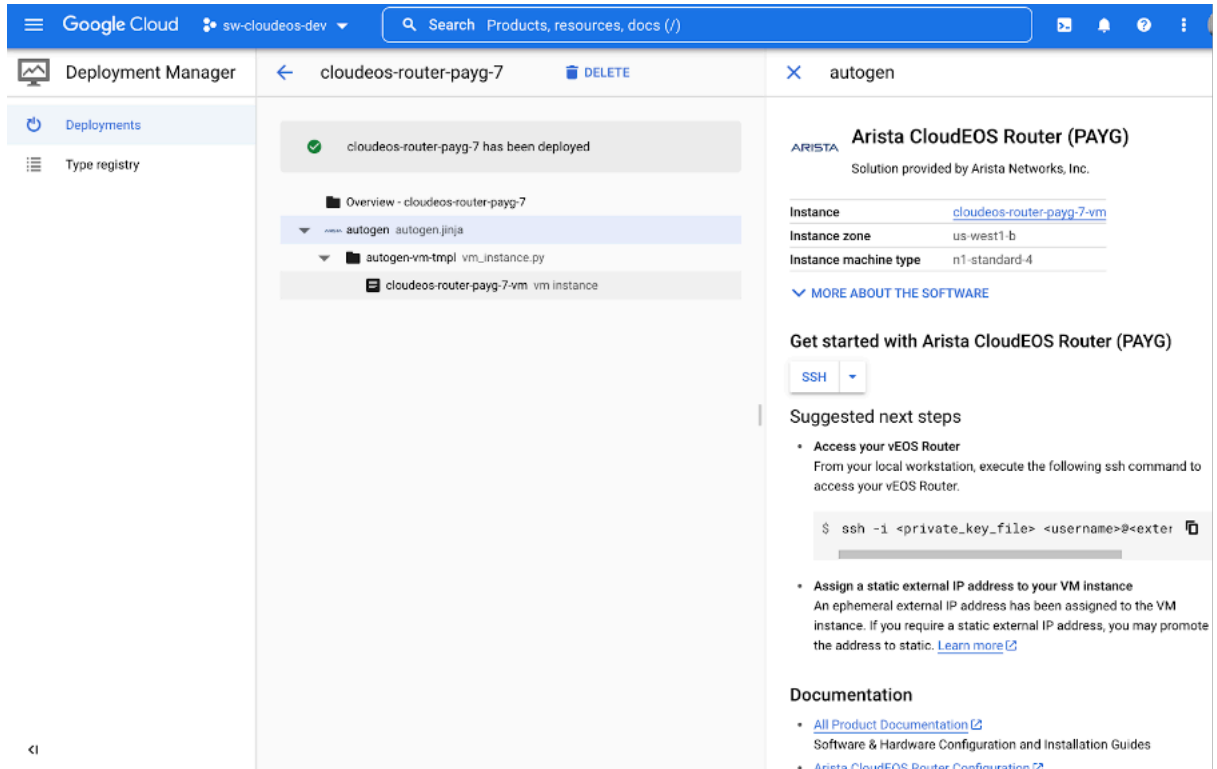 Google Cloud
sw-cloudeos-dev
Search Products, resources, docs (/)
Deployment Manager
Deployments
Type registry
cloudeos-router-payg-7
DELETE
cloudeos-router-payg-7 has been deployed
Overview - cloudeos-router-payg-7
autogen autogen.jinja
autogen-vm-tmpl vm_instance.py
cloudeos-router-payg-7-vm vm instance
autogen
ARISTA
Arista CloudEOS Router (PAYG)
Solution provided by Arista Networks, Inc.
Instance cloudeos-router-payg-7-vm
Instance zone us-west1-b
Instance machine type n1-standard-4
MORE ABOUT THE SOFTWARE
Get started with Arista CloudEOS Router (PAYG)
SSH
Suggested next steps
• Access your vEOS Router
From your local workstation, execute the following ssh command to
access your vEOS Router.
$ ssh -i <private_key_file> <username>@<exter
• Assign a static external IP address to your VM instance
An ephemeral external IP address has been assigned to the VM
instance. If you require a static external IP address, you may promote
the address to static. Learn more
Documentation
• All Product Documentation
Software & Hardware Configuration and Installation Guides
• Arista CloudEOS Router Configuration